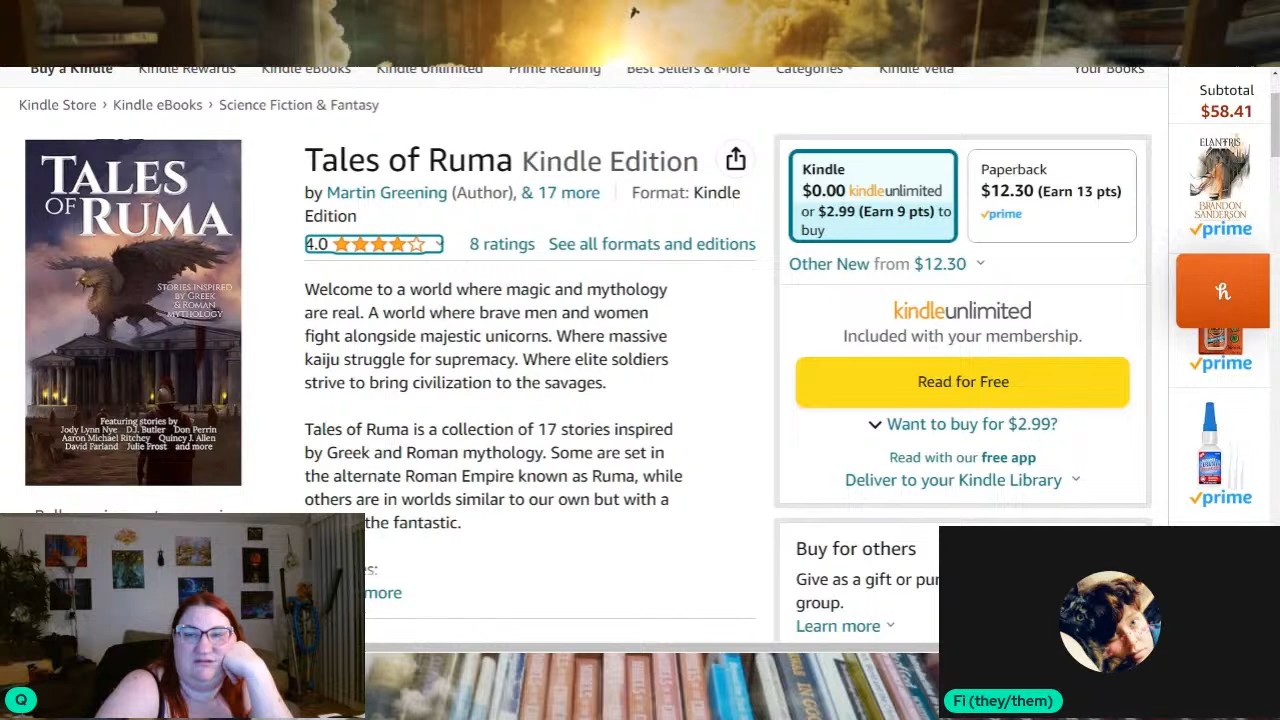 Buy a Kindle Kindle Rewards Kindle eBooks Kindle Unlimited Prime Reading Best Sellers & More Categories Kindle Vella Your Books
Kindle Store › Kindle eBooks › Science Fiction & Fantasy
Subtotal
$58.41
TALES
OF RUMA
STORIES INSPIRED
BY GREEK
& ROMAN
MYTHOLOGY
Featuring stories by
Jody Lynn Nye D.J. Butler Don Perrin
Aaron Michael Ritchey Quincy J. Allen
David Farland Julie Frost and more
Tales of Ruma Kindle Edition
by Martin Greening (Author), & 17 more Format: Kindle
Edition
4.0 8 ratings See all formats and editions
Welcome to a world where magic and mythology
are real. A world where brave men and women
fight alongside majestic unicorns. Where massive
kaiju struggle for supremacy. Where elite soldiers
strive to bring civilization to the savages.
Tales of Ruma is a collection of 17 stories inspired
by Greek and Roman mythology. Some are set in
the alternate Roman Empire known as Ruma, while
others are in worlds similar to our own but with a
the fantastic.
more
Kindle
$0.00 kindleunlimited
or $2.99 (Earn 9 pts) to
buy
Paperback
$12.30 (Earn 13 pts)
prime
Other New from $12.30
kindleunlimited
Included with your membership.
Read for Free
Want to buy for $2.99?
Read with our free app
Deliver to your Kindle Library
Buy for others
Give as a gift or pur
group.
Learn more
ELANTRIS
BRANDON
SANDERSON
prime
h
prime
prime
Q
Fi (they/them)